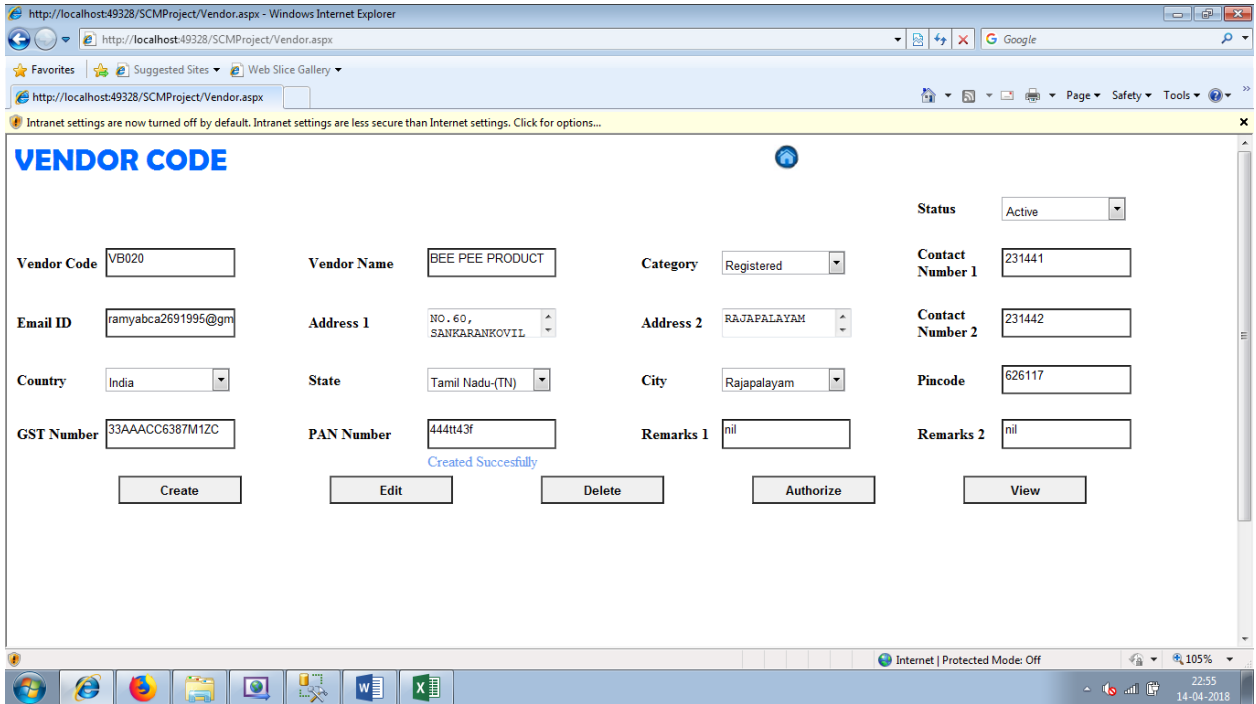 http://localhost:49328/SCMProject/Vendor.aspx - Windows Internet Explorer
http://localhost:49328/SCMProject/Vendor.aspx
Google
Favorites
Suggested Sites
Web Slice Gallery
http://localhost:49328/SCMProject/Vendor.aspx
Page
Safety
Tools
Intranet settings are now turned off by default. Intranet settings are less secure than Internet settings. Click for options...
VENDOR CODE
Status
Active
Vendor Code
VB020
Vendor Name
BEE PEE PRODUCT
Category
Registered
Contact
Number 1
231441
Email ID
ramyabca2691995@gm
Address 1
NO.60,
SANKARANKOVIL
Address 2
RAJAPALAYAM
Contact
Number 2
231442
Country
India
State
Tamil Nadu-(TN)
City
Rajapalayam
Pincode
626117
GST Number
33AAACC6387M1ZC
PAN Number
444tt43f
Remarks 1
nil
Remarks 2
nil
Created Succesfully
Create
Edit
Delete
Authorize
View
Internet | Protected Mode: Off
105%
22:55
14-04-2018